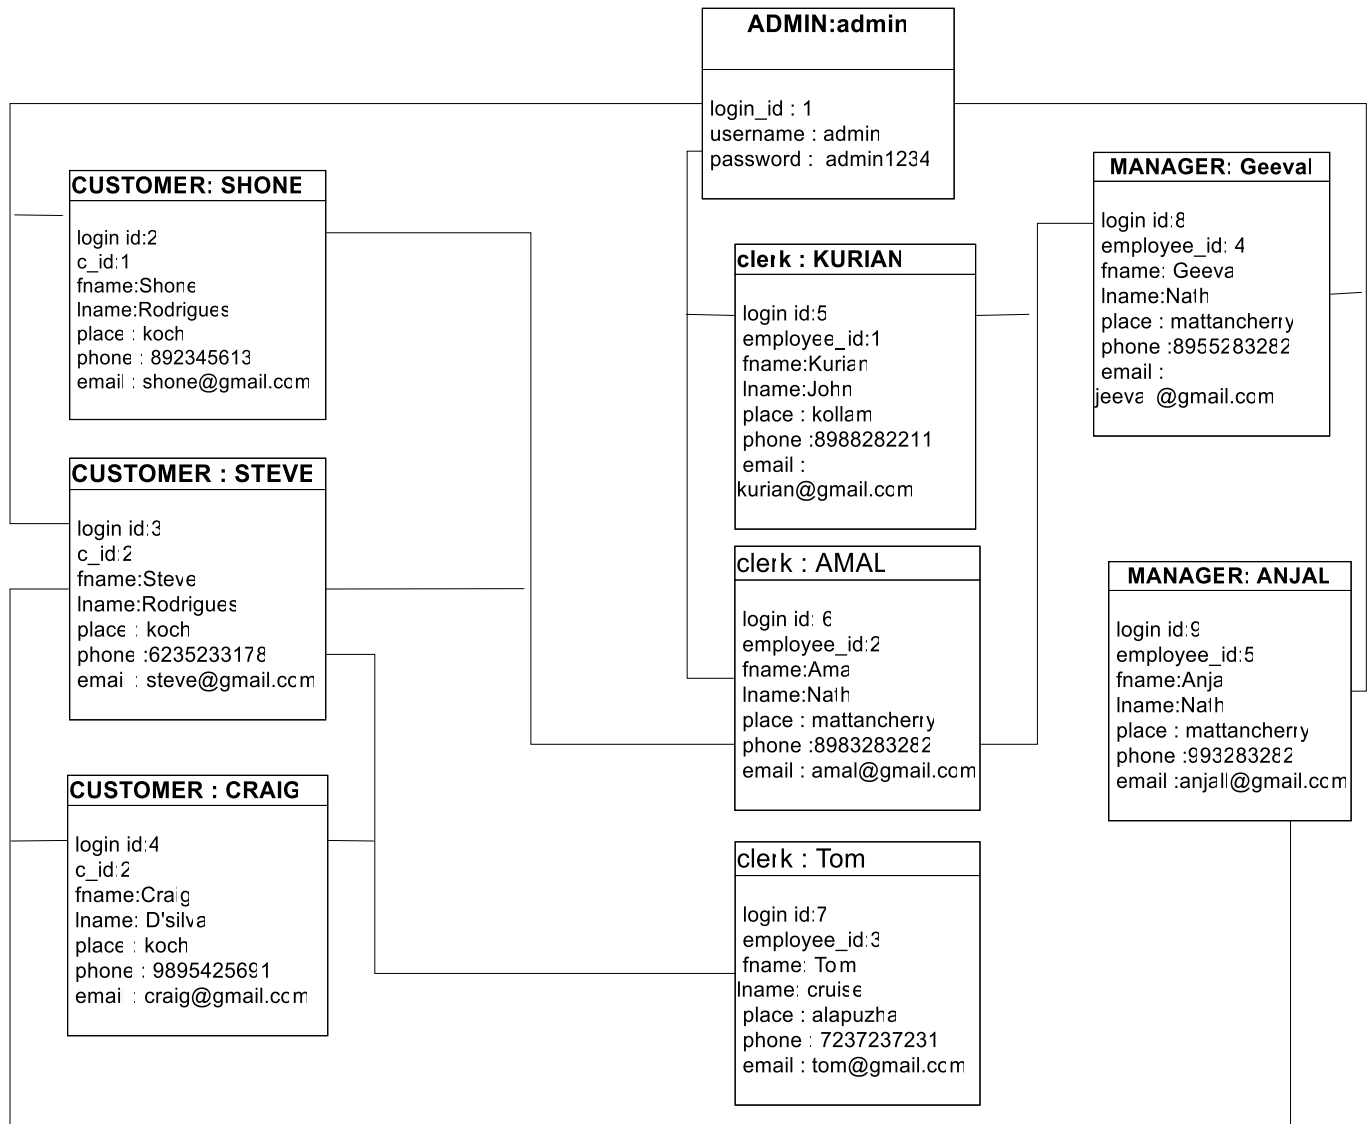 ADMIN:admin
login_id : 1
username : admin
password :  admin1234
CUSTOMER: SHONE
login id:2
c_id:1
fname:Shone
lname:Rodrigues
place : koch
phone : 892345613
email : shone@gmail.com
CUSTOMER : STEVE
login id:3
c_id:2
fname:Steve
lname:Rodrigues
place : koch
phone :6235233178
emai : steve@gmail.com
CUSTOMER : CRAIG
login id:4
c_id:2
fname:Craig
lname: D'silva
place : koch
phone : 9895425691
emai : craig@gmail.com
clerk : KURIAN
login id:5
employee_id:1
fname:Kurian
lname:John
place : kollam
phone :8988282211
email :
kurian@gmail.com
clerk : AMAL
login id: 6
employee_id:2
fname:Ama
lname:Nath
place : mattancherry
phone :8983283282
email : amal@gmail.com
clerk : Tom
login id:7
employee_id:3
fname: Tom
lname: cruise
place : alapuzha
phone : 7237237231
email : tom@gmail.com
MANAGER: Geeval
login id:8
employee_id: 4
fname: Geeva
lname:Nath
place : mattancherry
phone :8955283282
email :
jeeva @gmail.com
MANAGER: ANJAL
login id:9
employee_id:5
fname:Anja
lname:Nath
place : mattancherry
phone :993283282
email :anjall@gmail.com